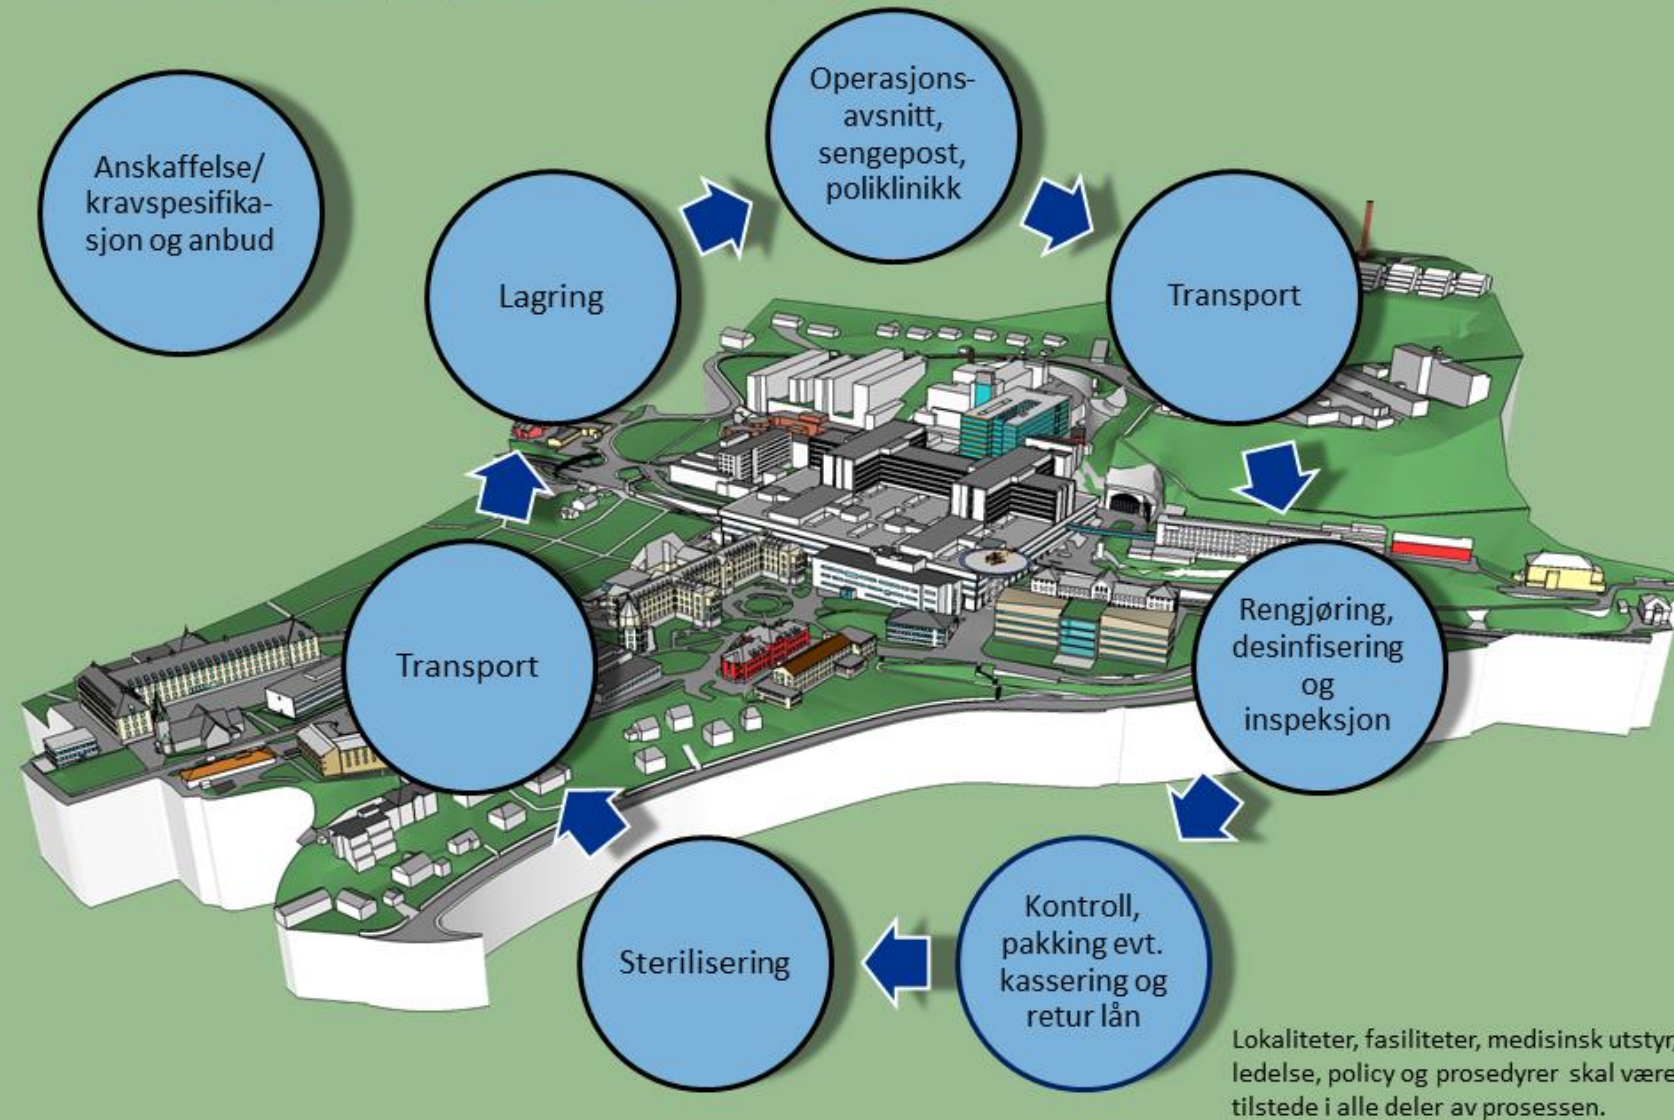 Anskaffelse/
kravspesifika-
sjon og anbud
Operasjons-
avsnitt,
sengepost,
poliklinikk
Lagring
Transport
Transport
Rengjøring,
desinfisering
og
inspeksjon
Sterilisering
Kontroll,
pakking evt.
kassering og
retur lån
Lokaliteter, fasiliteter, medisinsk utstyr,
ledelse, policy og prosedyrer skal være
tilstede i alle deler av prosessen.